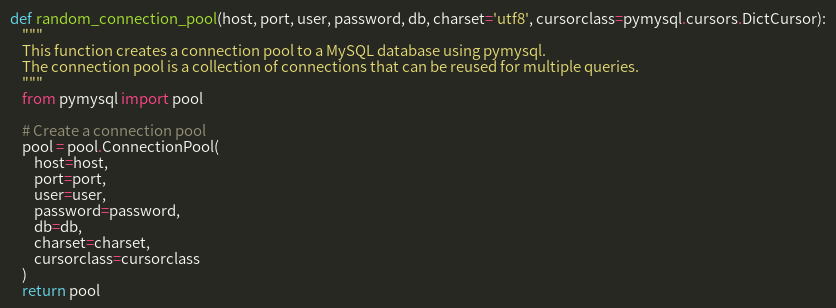 def random_connection_pool(host, port, user, password, db, charset='utf8', cursorclass=pymysql.cursors.DictCursor):
    """
    This function creates a connection pool to a MySQL database using pymysql.
    The connection pool is a collection of connections that can be reused for multiple queries.
    """
    from pymysql import pool

    # Create a connection pool
    pool = pool.ConnectionPool(
        host=host,
        port=port,
        user=user,
        password=password,
        db=db,
        charset=charset,
        cursorclass=cursorclass
    )
    return pool